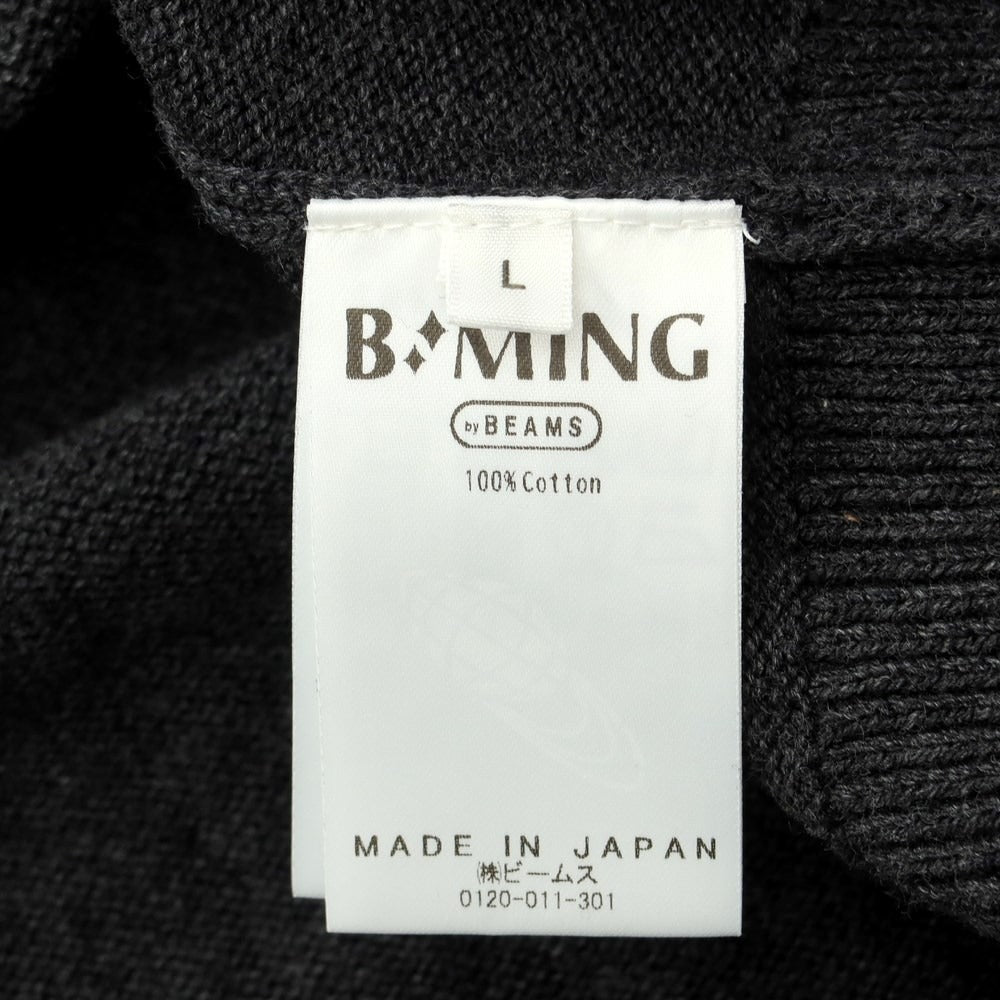 L
B:MING
by BEAMS
100% Cotton
MADE IN JAPAN
㈱ビームス
0120-011-301